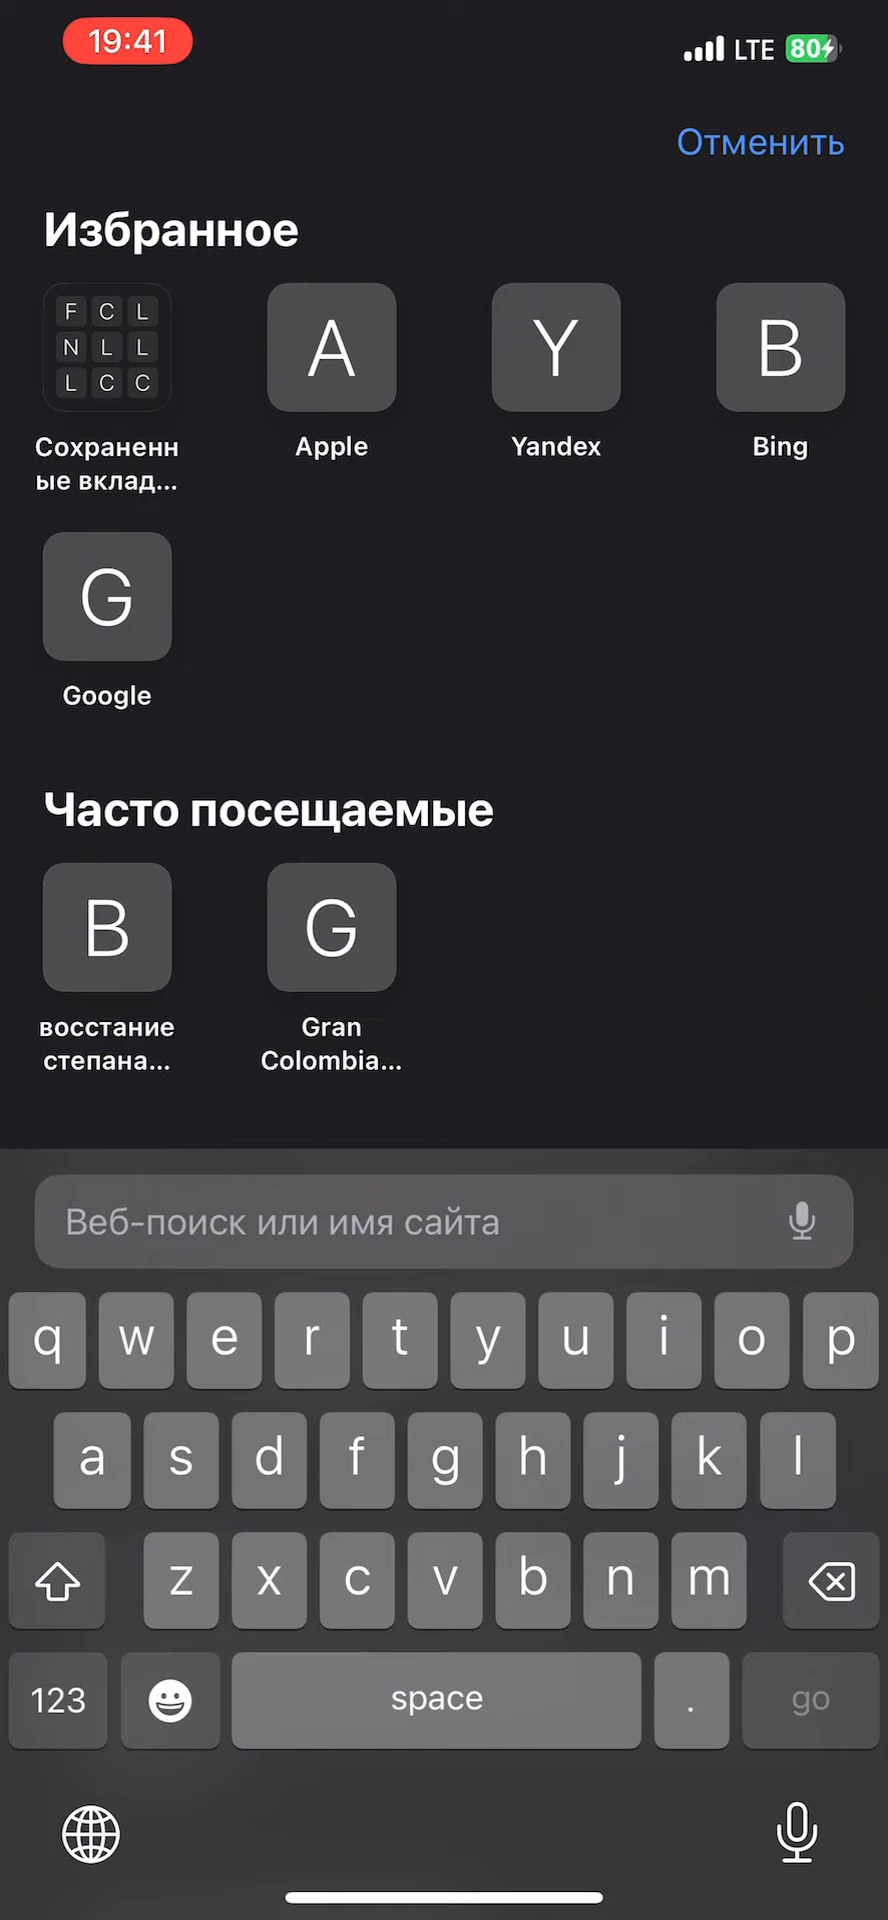 19:41
LTE 80
Отменить
Избранное
F C L
N L L
L C C
A
Y
B
Сохраненн
ые вклад...
Apple
Yandex
Bing
G
Google
Часто посещаемые
В
G
восстание
степана...
Gran
Colombia...
Веб-поиск или имя сайта
q w e r t y u i o p
a s d f g h j k l
z x c v b n m
123
space
.
go